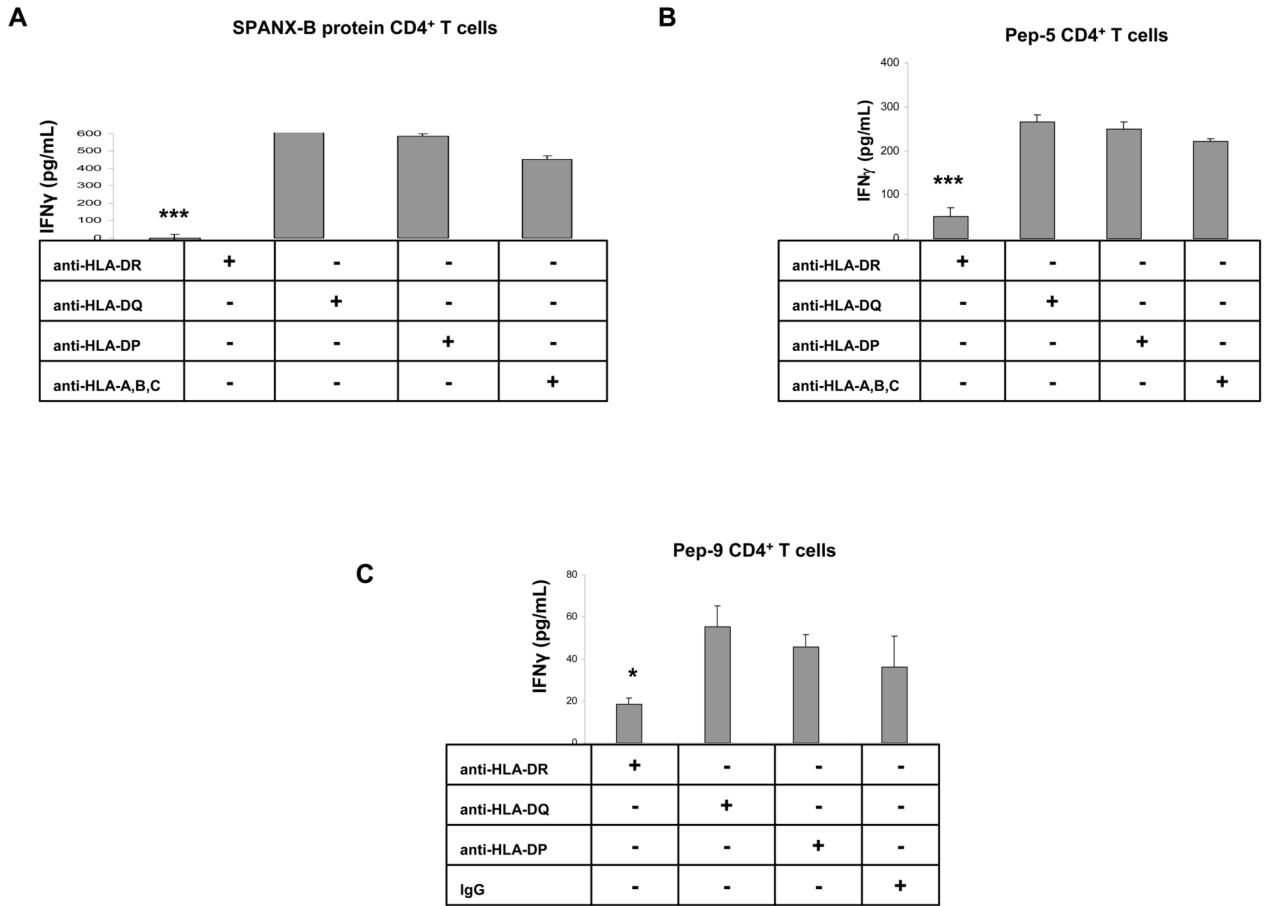 A
SPANX-B protein CD4⁺ T cells
IFNγ (pg/mL)
600
500
400
300
200
100
0
***
anti-HLA-DR + - - -
anti-HLA-DQ - + - -
anti-HLA-DP - - + -
anti-HLA-A,B,C - - - +
B
Pep-5 CD4⁺ T cells
IFNγ (pg/mL)
400
300
200
100
0
***
anti-HLA-DR + - - -
anti-HLA-DQ - + - -
anti-HLA-DP - - + -
anti-HLA-A,B,C - - - +
C
Pep-9 CD4⁺ T cells
IFNγ (pg/mL)
80
60
40
20
0
*
anti-HLA-DR + - - -
anti-HLA-DQ - + - -
anti-HLA-DP - - + -
IgG - - - +